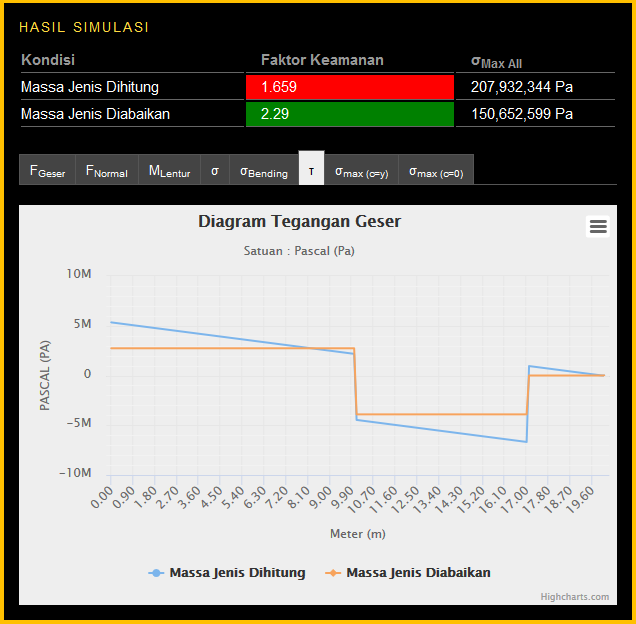 HASIL SIMULASI
Kondisi Faktor Keamanan σMax All
Massa Jenis Dihitung 1.659 207,932,344 Pa
Massa Jenis Diabaikan 2.29 150,652,599 Pa
FGeser FNormal MLentur σ σBending τ σmax (c=y) σmax (c=0)
Diagram Tegangan Geser
Satuan : Pascal (Pa)
PASCAL (PA)
10M
5M
0
−5M
−10M
0.00 0.90 1.80 2.70 3.60 4.50 5.40 6.30 7.20 8.10 9.00 9.90 10.70 11.60 12.50 13.40 14.30 15.20 16.10 17.00 17.80 18.70 19.60
Meter (m)
Massa Jenis Dihitung Massa Jenis Diabaikan
Highcharts.com